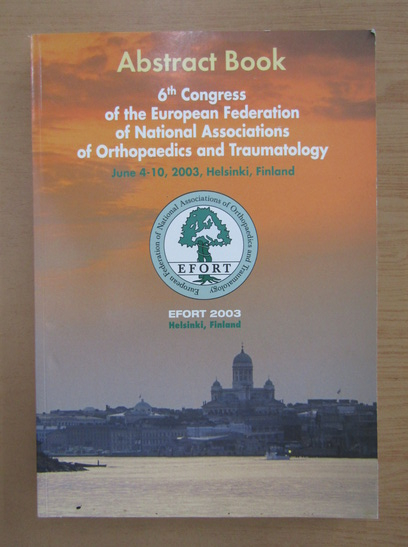 Abstract Book
6th Congress
of the European Federation
of National Associations
of Orthopaedics and Traumatology
June 4-10, 2003, Helsinki, Finland
European Federation of National Associations of Orthopaedics and Traumatology
EFORT
EFORT 2003
Helsinki, Finland